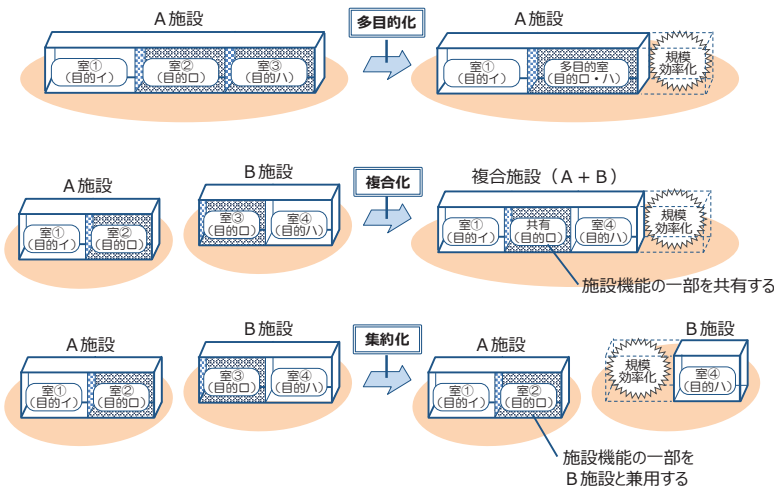 A施設
多目的化
A施設
室①
（目的イ）
室②
（目的ロ）
室③
（目的ハ）
室①
（目的イ）
多目的室
（目的ロ・ハ）
規模
効率化
A施設
B施設
複合化
複合施設（A＋B）
室①
（目的イ）
室②
（目的ロ）
室③
（目的ロ）
室④
（目的ハ）
室①
（目的イ）
共有
（目的ロ）
室④
（目的ハ）
規模
効率化
施設機能の一部を共有する
A施設
B施設
集約化
A施設
B施設
室①
（目的イ）
室②
（目的ロ）
室③
（目的ロ）
室④
（目的ハ）
室①
（目的イ）
室②
（目的ロ）
規模
効率化
室④
（目的ハ）
施設機能の一部を
B施設と兼用する